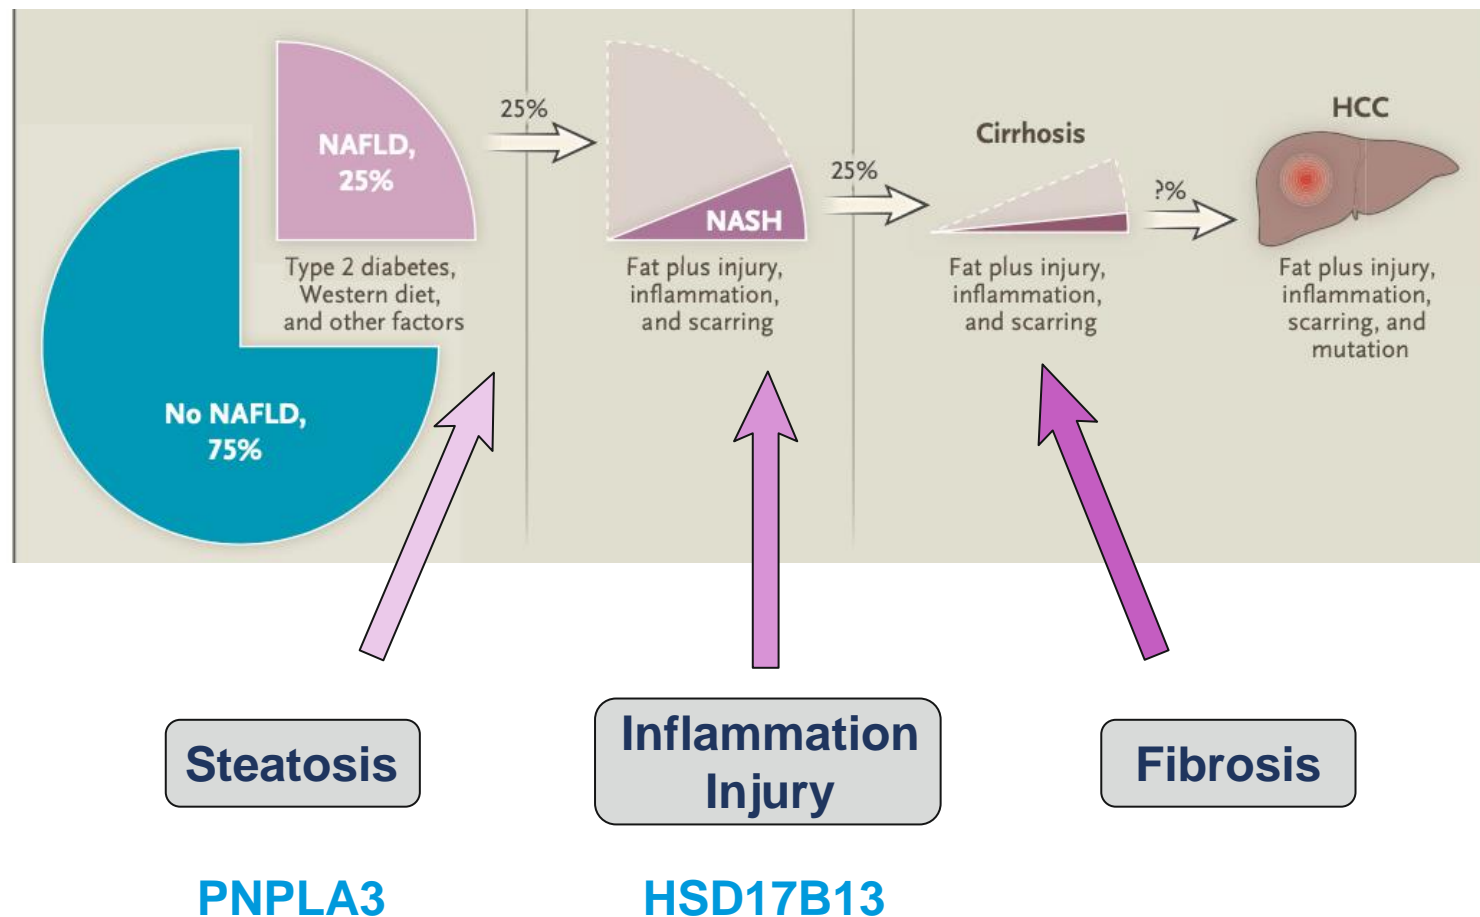 NAFLD,
25%
Type 2 diabetes,
Western diet,
and other factors
No NAFLD,
75%
25%
NASH
Fat plus injury,
inflammation,
and scarring
25%
Cirrhosis
Fat plus injury,
inflammation,
and scarring
?%
HCC
Fat plus injury,
inflammation,
scarring, and
mutation
Steatosis
Inflammation
Injury
Fibrosis
PNPLA3
HSD17B13